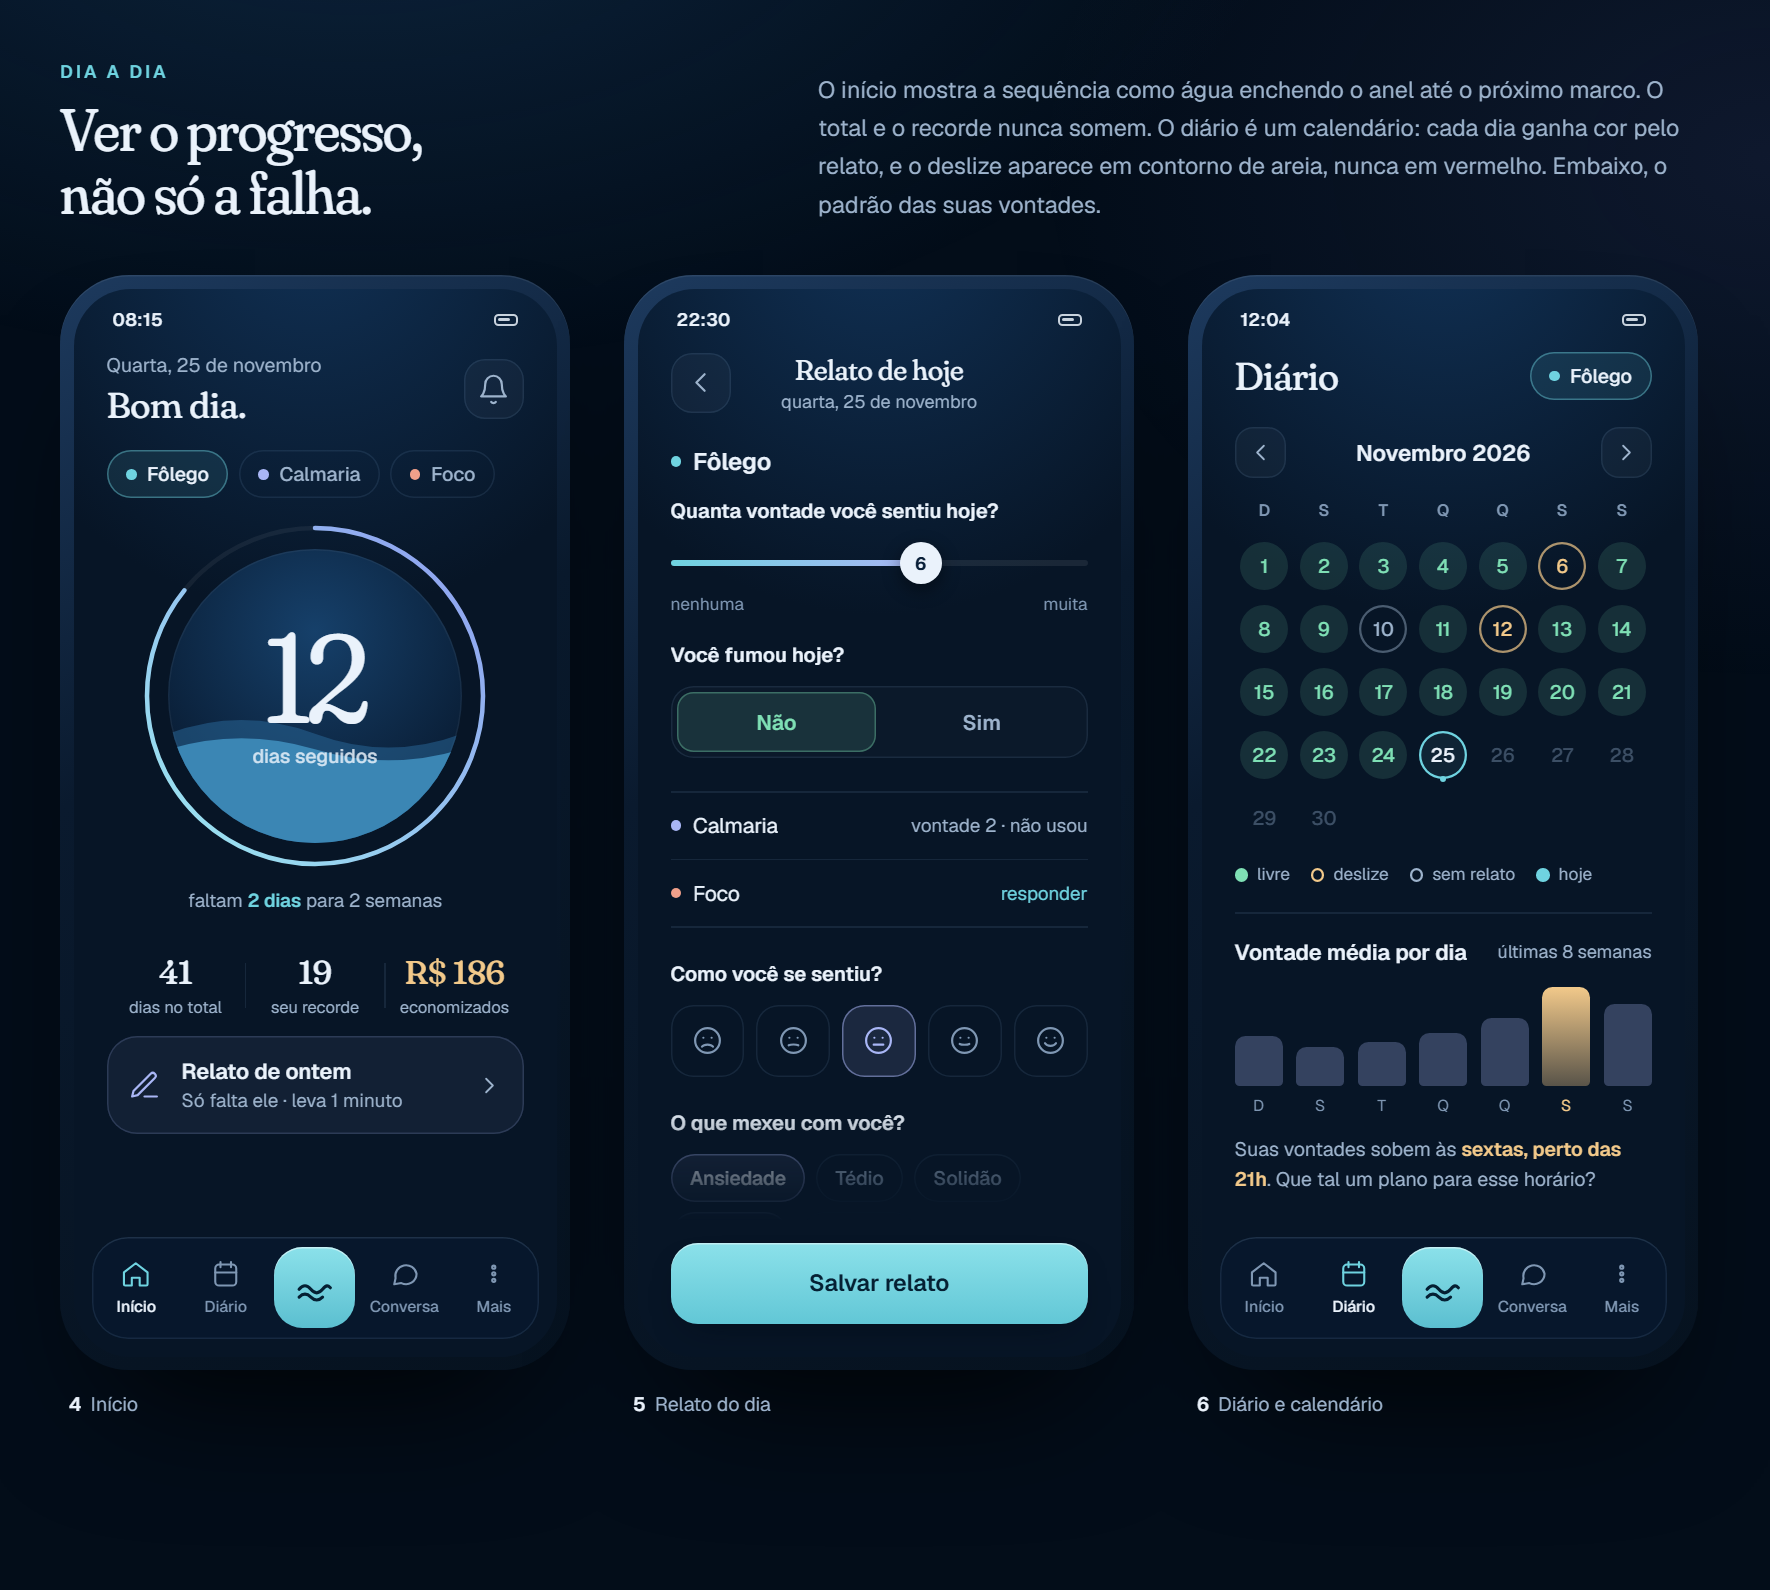 DIA A DIA
Ver o progresso,
não só a falha.
O início mostra a sequência como água enchendo o anel até o próximo marco. O
total e o recorde nunca somem. O diário é um calendário: cada dia ganha cor pelo
relato, e o deslize aparece em contorno de areia, nunca em vermelho. Embaixo, o
padrão das suas vontades.
08:15
Quarta, 25 de novembro
Bom dia.
Fôlego Calmaria Foco
12
dias seguidos
faltam 2 dias para 2 semanas
41 19 R$ 186
dias no total seu recorde economizados
Relato de ontem
Só falta ele · leva 1 minuto
Início Diário Conversa Mais
4 Início
22:30
Relato de hoje
quarta, 25 de novembro
Fôlego
Quanta vontade você sentiu hoje?
6
nenhuma muita
Você fumou hoje?
Não Sim
Calmaria vontade 2 · não usou
Foco responder
Como você se sentiu?
O que mexeu com você?
Ansiedade Tédio Solidão
Salvar relato
5 Relato do dia
12:04
Diário Fôlego
Novembro 2026
D S T Q Q S S
1 2 3 4 5 6 7
8 9 10 11 12 13 14
15 16 17 18 19 20 21
22 23 24 25 26 27 28
29 30
livre deslize sem relato hoje
Vontade média por dia últimas 8 semanas
D S T Q Q S S
Suas vontades sobem às sextas, perto das
21h. Que tal um plano para esse horário?
Início Diário Conversa Mais
6 Diário e calendário